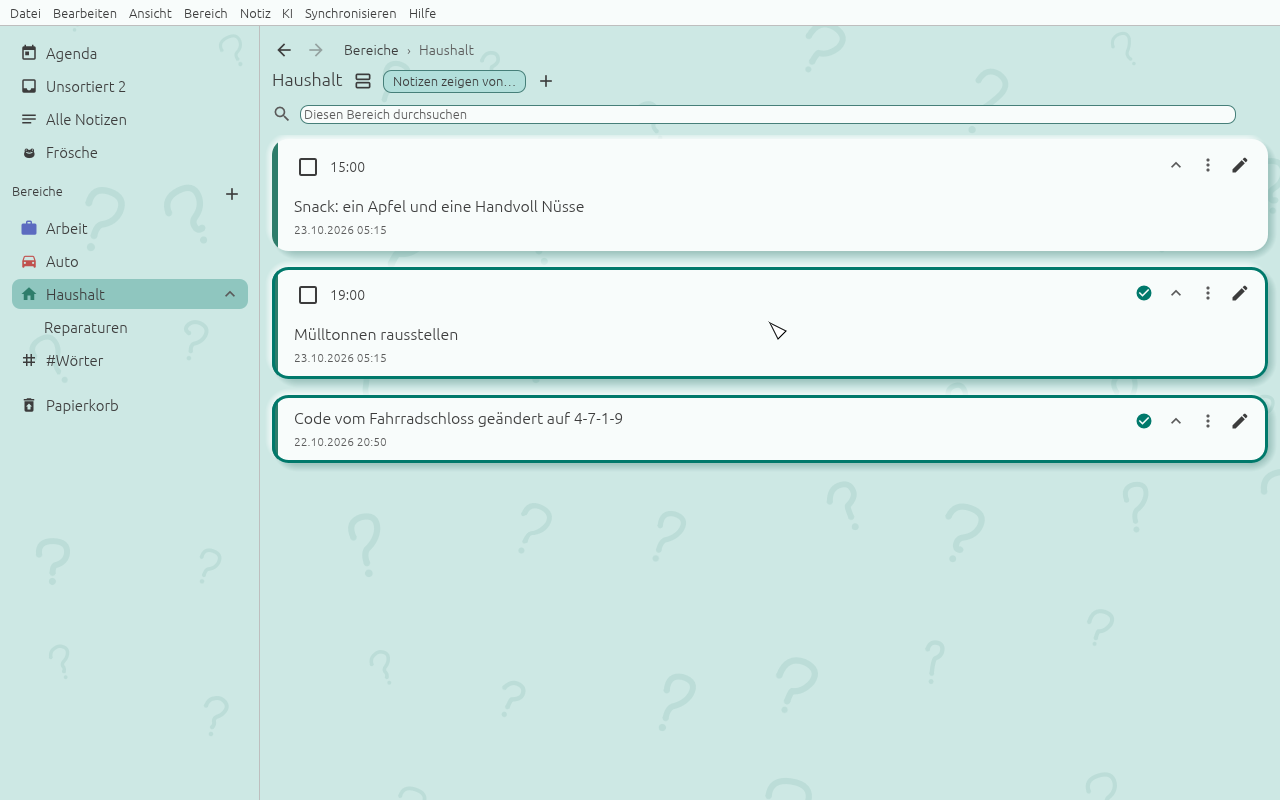 Datei Bearbeiten Ansicht Bereich Notiz KI Synchronisieren Hilfe
Agenda
Unsortiert 2
Alle Notizen
Frösche
Bereiche
Arbeit
Auto
Haushalt
Reparaturen
#Wörter
Papierkorb
Bereiche › Haushalt
Haushalt Notizen zeigen von…
Diesen Bereich durchsuchen
15:00
Snack: ein Apfel und eine Handvoll Nüsse
23.10.2026 05:15
19:00
Mülltonnen rausstellen
23.10.2026 05:15
Code vom Fahrradschloss geändert auf 4-7-1-9
22.10.2026 20:50